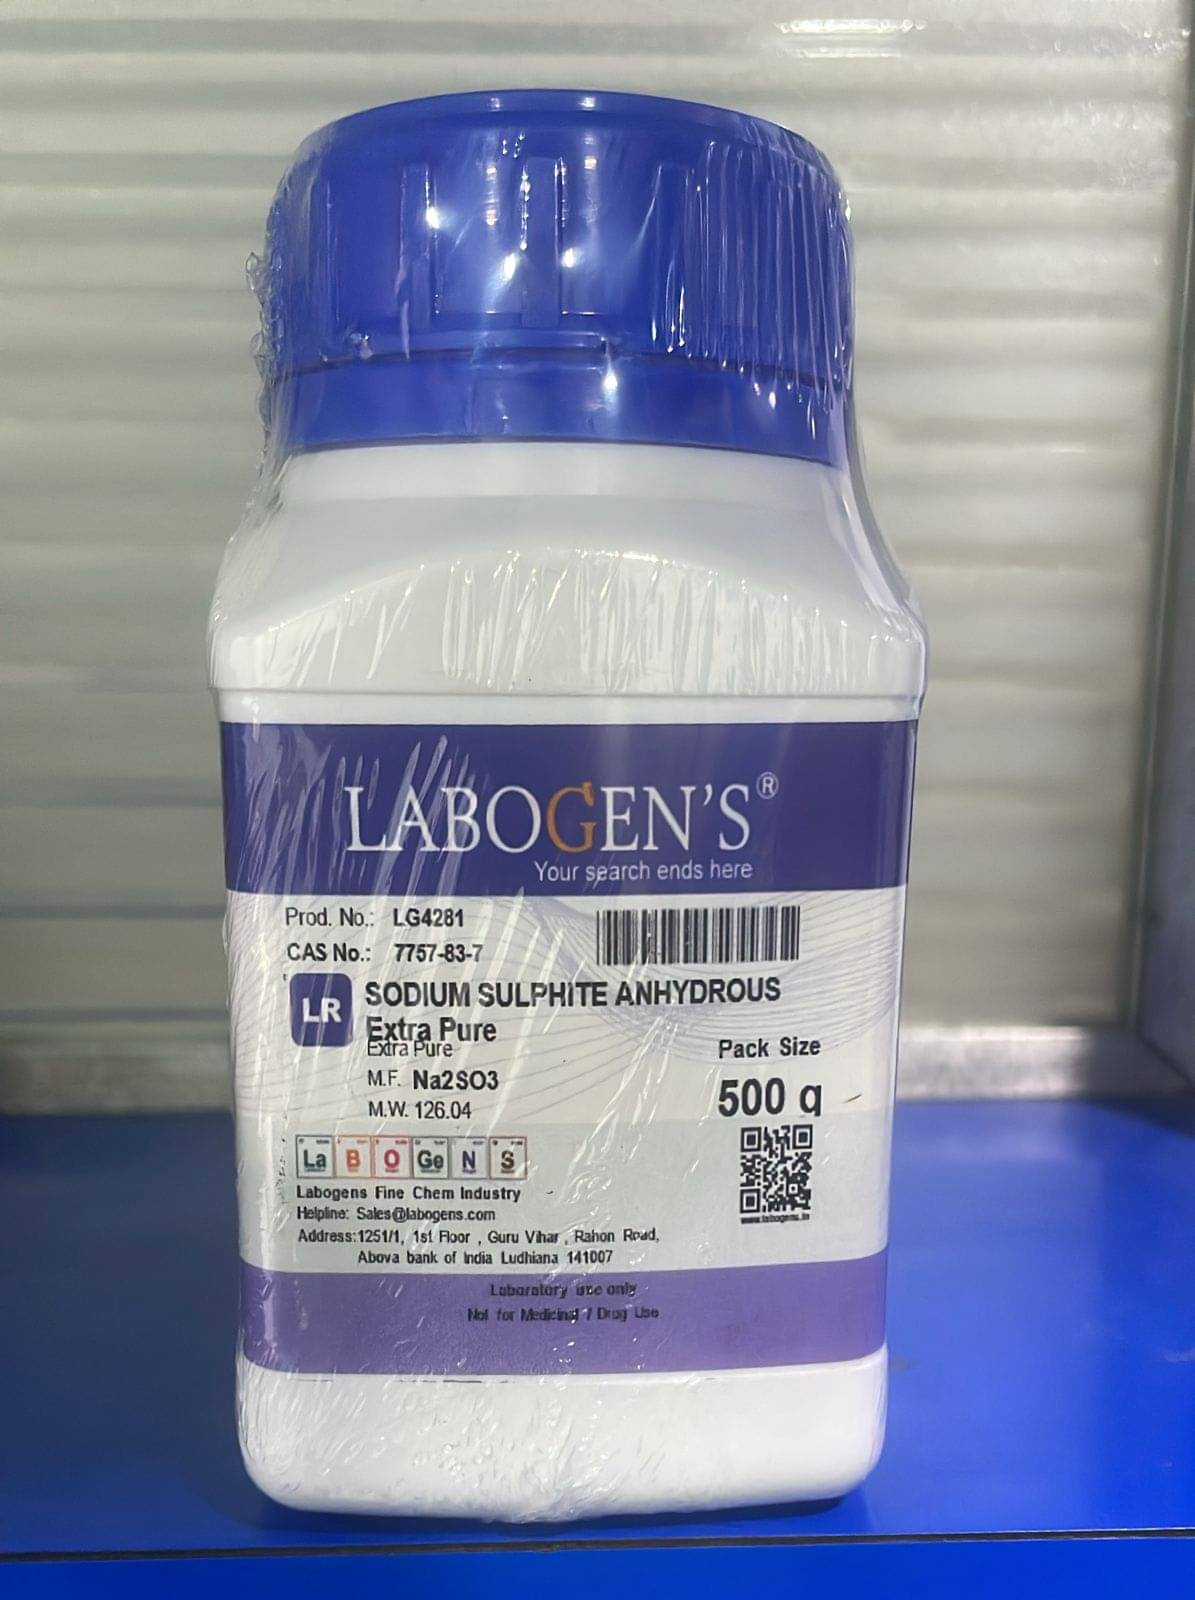 LABOGEN'S®
Your search ends here
Prod. No.: LG4281
CAS No.: 7757-83-7
LR
SODIUM SULPHITE ANHYDROUS
Extra Pure
Extra Pure
Pack Size
M.F. Na2SO3
500 g
M.W. 126.04
La B O Ge N S
www.labogens.in
Labogens Fine Chem Industry
Helpline: Sales@labogens.com
Address:1251/1, 1st Floor , Guru Vihar , Rahon Road,
Abova bank of India Ludhiana 141007
Laboratory use only
Not for Medicinal / Drug Use